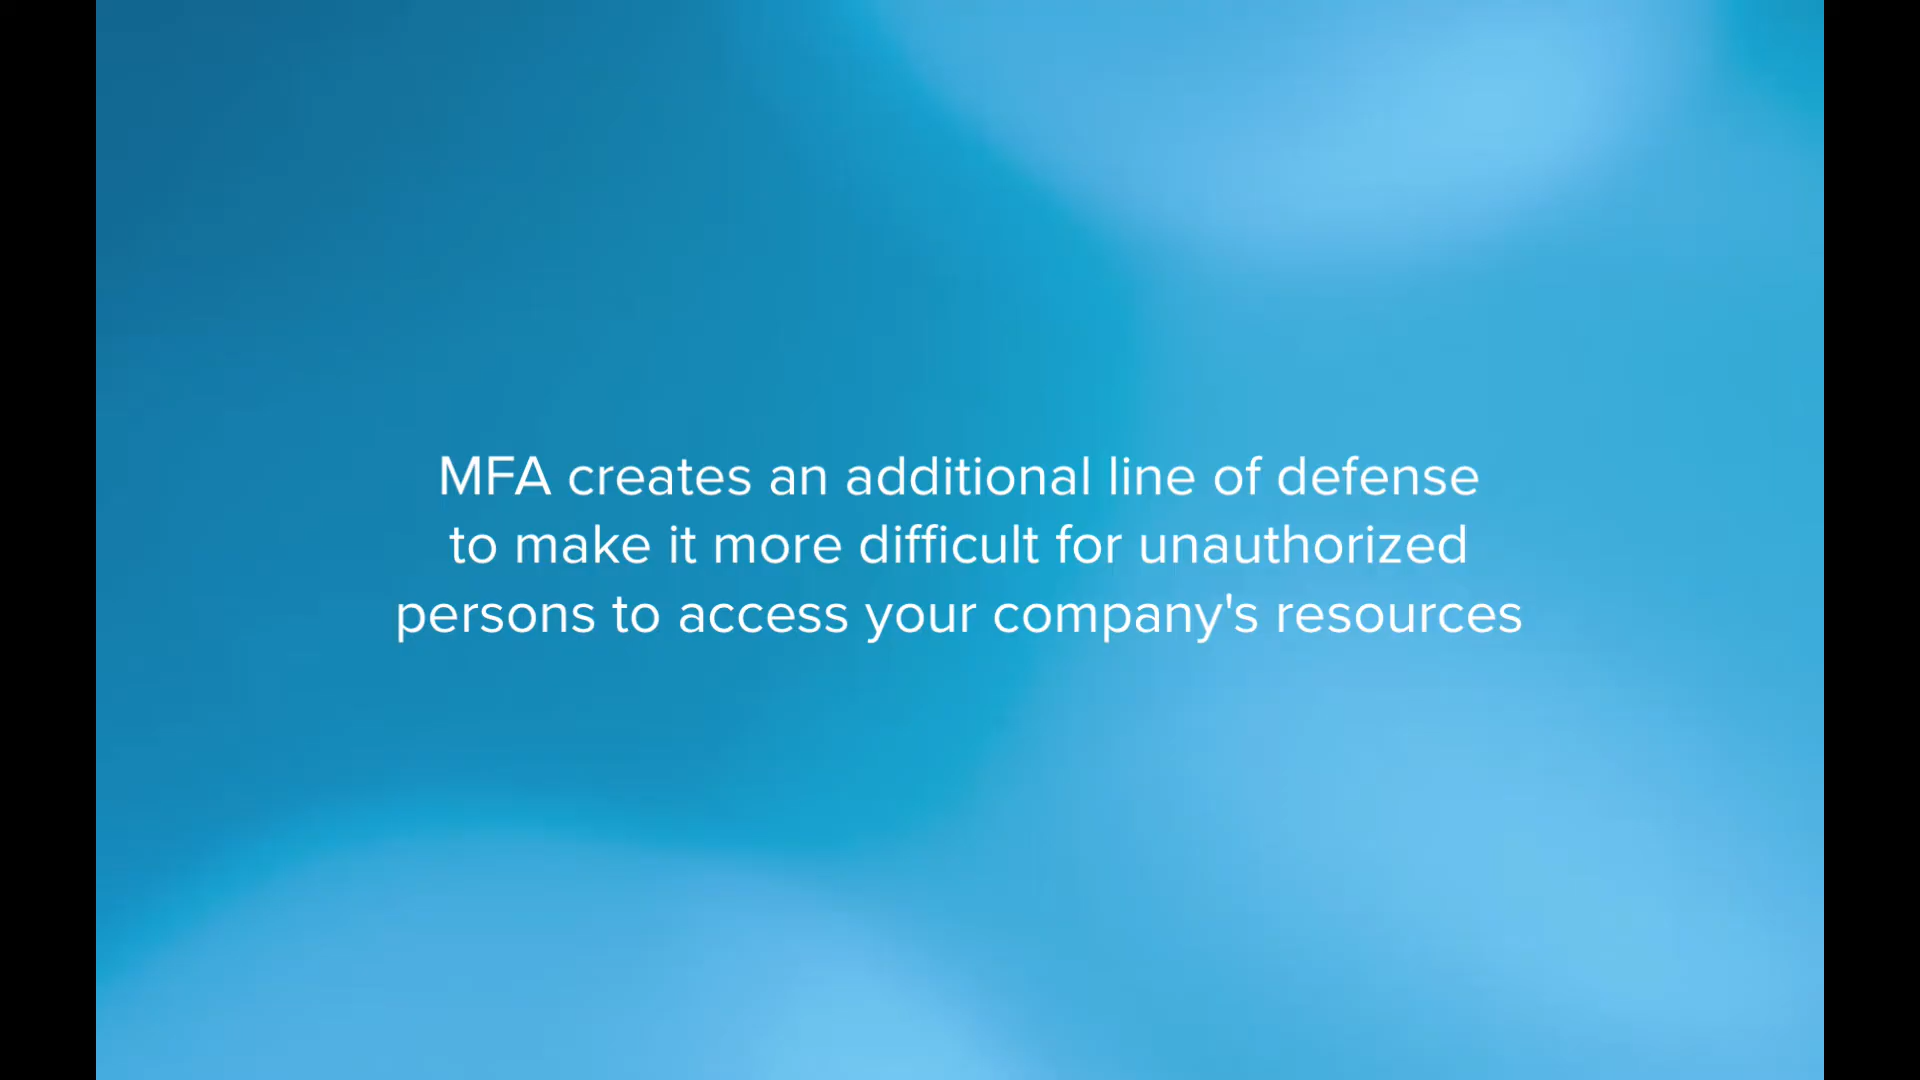 MFA creates an additional line of defense
to make it more difficult for unauthorized
persons to access your company's resources